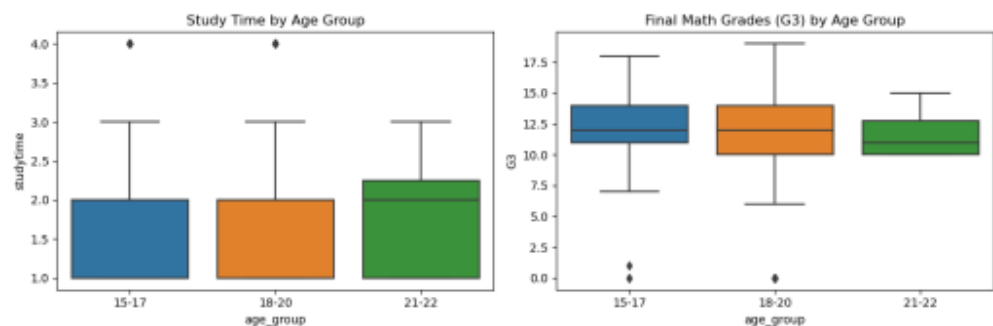 Study Time by Age Group
4.0
3.5
3.0
2.5
2.0
1.5
1.0
studytime
15-17 18-20 21-22
age_group
Final Math Grades (G3) by Age Group
17.5
15.0
12.5
10.0
7.5
5.0
2.5
0.0
G3
15-17 18-20 21-22
age_group